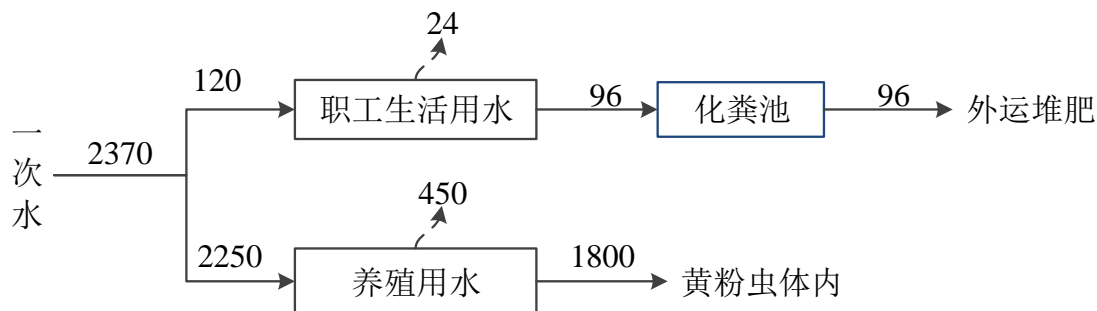 24
120
职工生活用水
96
化粪池
96
外运堆肥
一次水
2370
450
2250
养殖用水
1800
黄粉虫体内